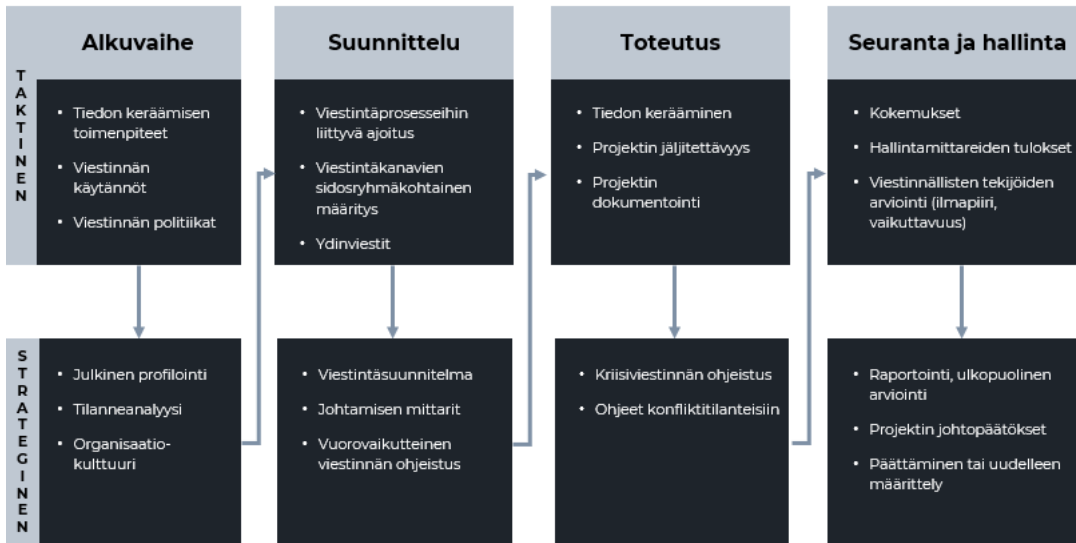 Alkuvaihe
Suunnittelu
Toteutus
Seuranta ja hallinta
TAKTINEN
• Tiedon keräämisen
toimenpiteet
• Viestinnän
käytännöt
• Viestinnän politiikat
• Viestintäprosesseihin
liittyvä ajoitus
• Viestintäkanavien
sidosryhmäkohtainen
määritys
• Ydinviestit
• Tiedon kerääminen
• Projektin jäljitettävyys
• Projektin
dokumentointi
• Kokemukset
• Hallintamittareiden tulokset
• Viestinnällisten tekijöiden
arviointi (ilmapiiri,
vaikuttavuus)
STRATEGINEN
• Julkinen profilointi
• Tilanneanalyysi
• Organisaatio-
kulttuuri
• Viestintäsuunnitelma
• Johtamisen mittarit
• Vuorovaikutteinen
viestinnän ohjeistus
• Kriisiviestinnän ohjeistus
• Ohjeet konfliktitilanteisiin
• Raportointi, ulkopuolinen
arviointi
• Projektin johtopäätökset
• Päättäminen tai uudelleen
määrittely